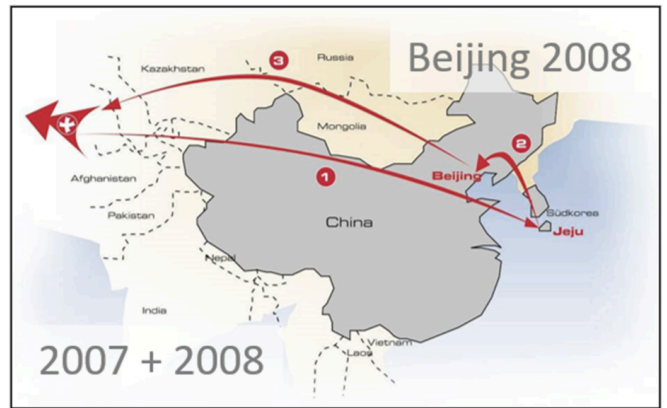 Beijing 2008
Russia
3
Kazakhstan
Mongolia
2
1
Beijing
Afghanistan
Pakistan
China
Südkorea
Jeju
Nepal
India
Vietnam
Laos
2007 + 2008